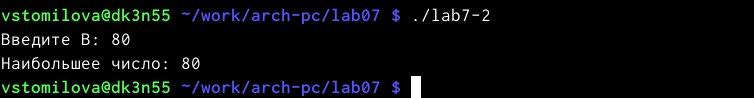 vstomilova@dk3n55 ~/work/arch-pc/lab07 $ ./lab7-2
Введите B: 80
Наибольшее число: 80
vstomilova@dk3n55 ~/work/arch-pc/lab07 $